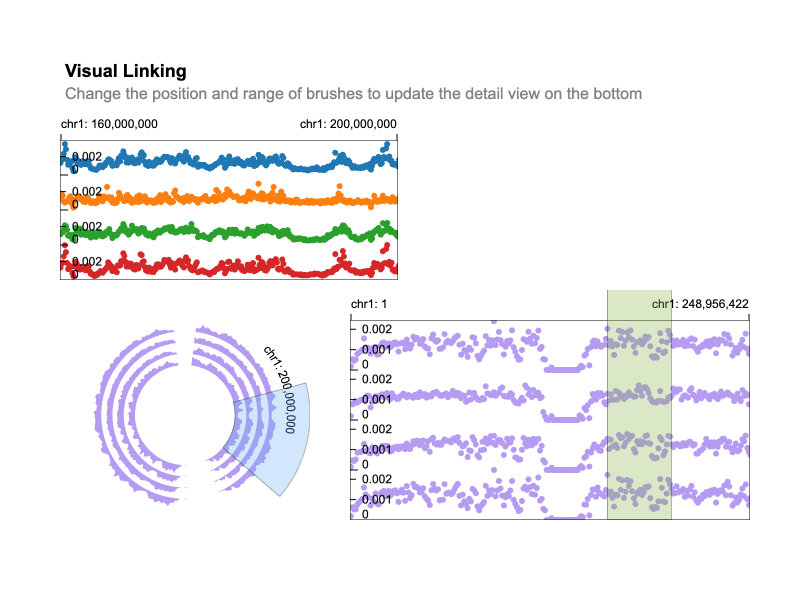 Visual Linking
Change the position and range of brushes to update the detail view on the bottom
chr1: 160,000,000
chr1: 200,000,000
0.002
0
0.002
0
0.002
0
0.002
0
chr1: 200,000,000
chr1: 1
chr1: 248,956,422
0.002
0.001
0
0.002
0.001
0
0.002
0.001
0
0.002
0.001
0